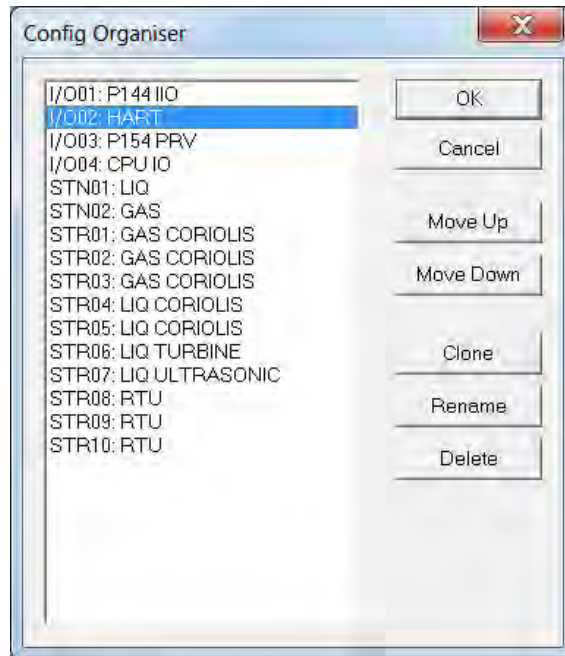 Config Organiser
I/O01: P144 IIO
I/O02: HART
I/O03: P154 PRV
I/O04: CPU IO
STN01: LIQ
STN02: GAS
STR01: GAS CORIOLIS
STR02: GAS CORIOLIS
STR03: GAS CORIOLIS
STR04: LIQ CORIOLIS
STR05: LIQ CORIOLIS
STR06: LIQ TURBINE
STR07: LIQ ULTRASONIC
STR08: RTU
STR09: RTU
STR10: RTU
OK
Cancel
Move Up
Move Down
Clone
Rename
Delete